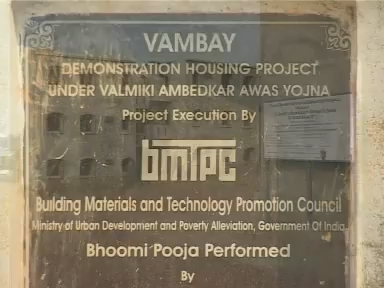 VAMBAY
DEMONSTRATION HOUSING PROJECT
UNDER VALMIKI AMBEDKAR AWAS YOJNA
Project Execution By
bmTPC
Building Materials and Technology Promotion Council
Ministry of Urban Development and Poverty Alleviation, Government Of India
Bhoomi Pooja Performed
By